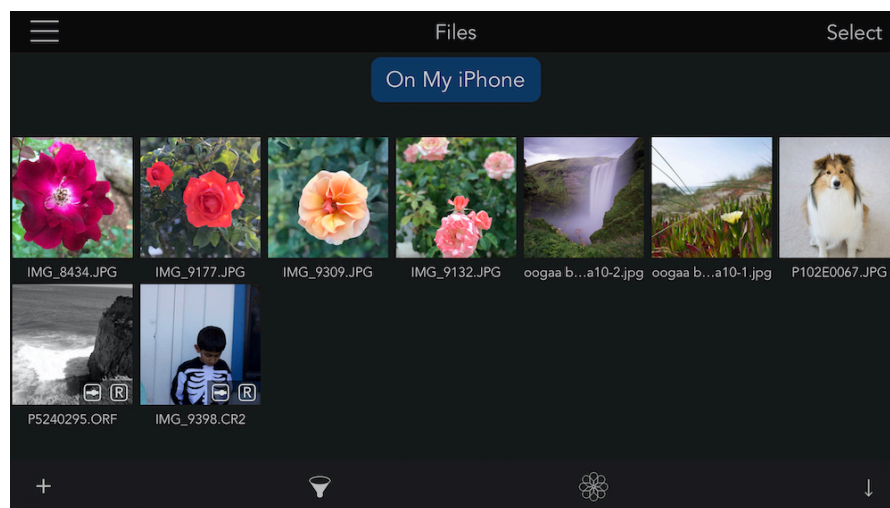 Files
Select
On My iPhone
IMG_8434.JPG
IMG_9177.JPG
IMG_9309.JPG
IMG_9132.JPG
oogaa b...a10-2.jpg
oogaa b...a10-1.jpg
P102E0067.JPG
R
R
P5240295.ORF
IMG_9398.CR2